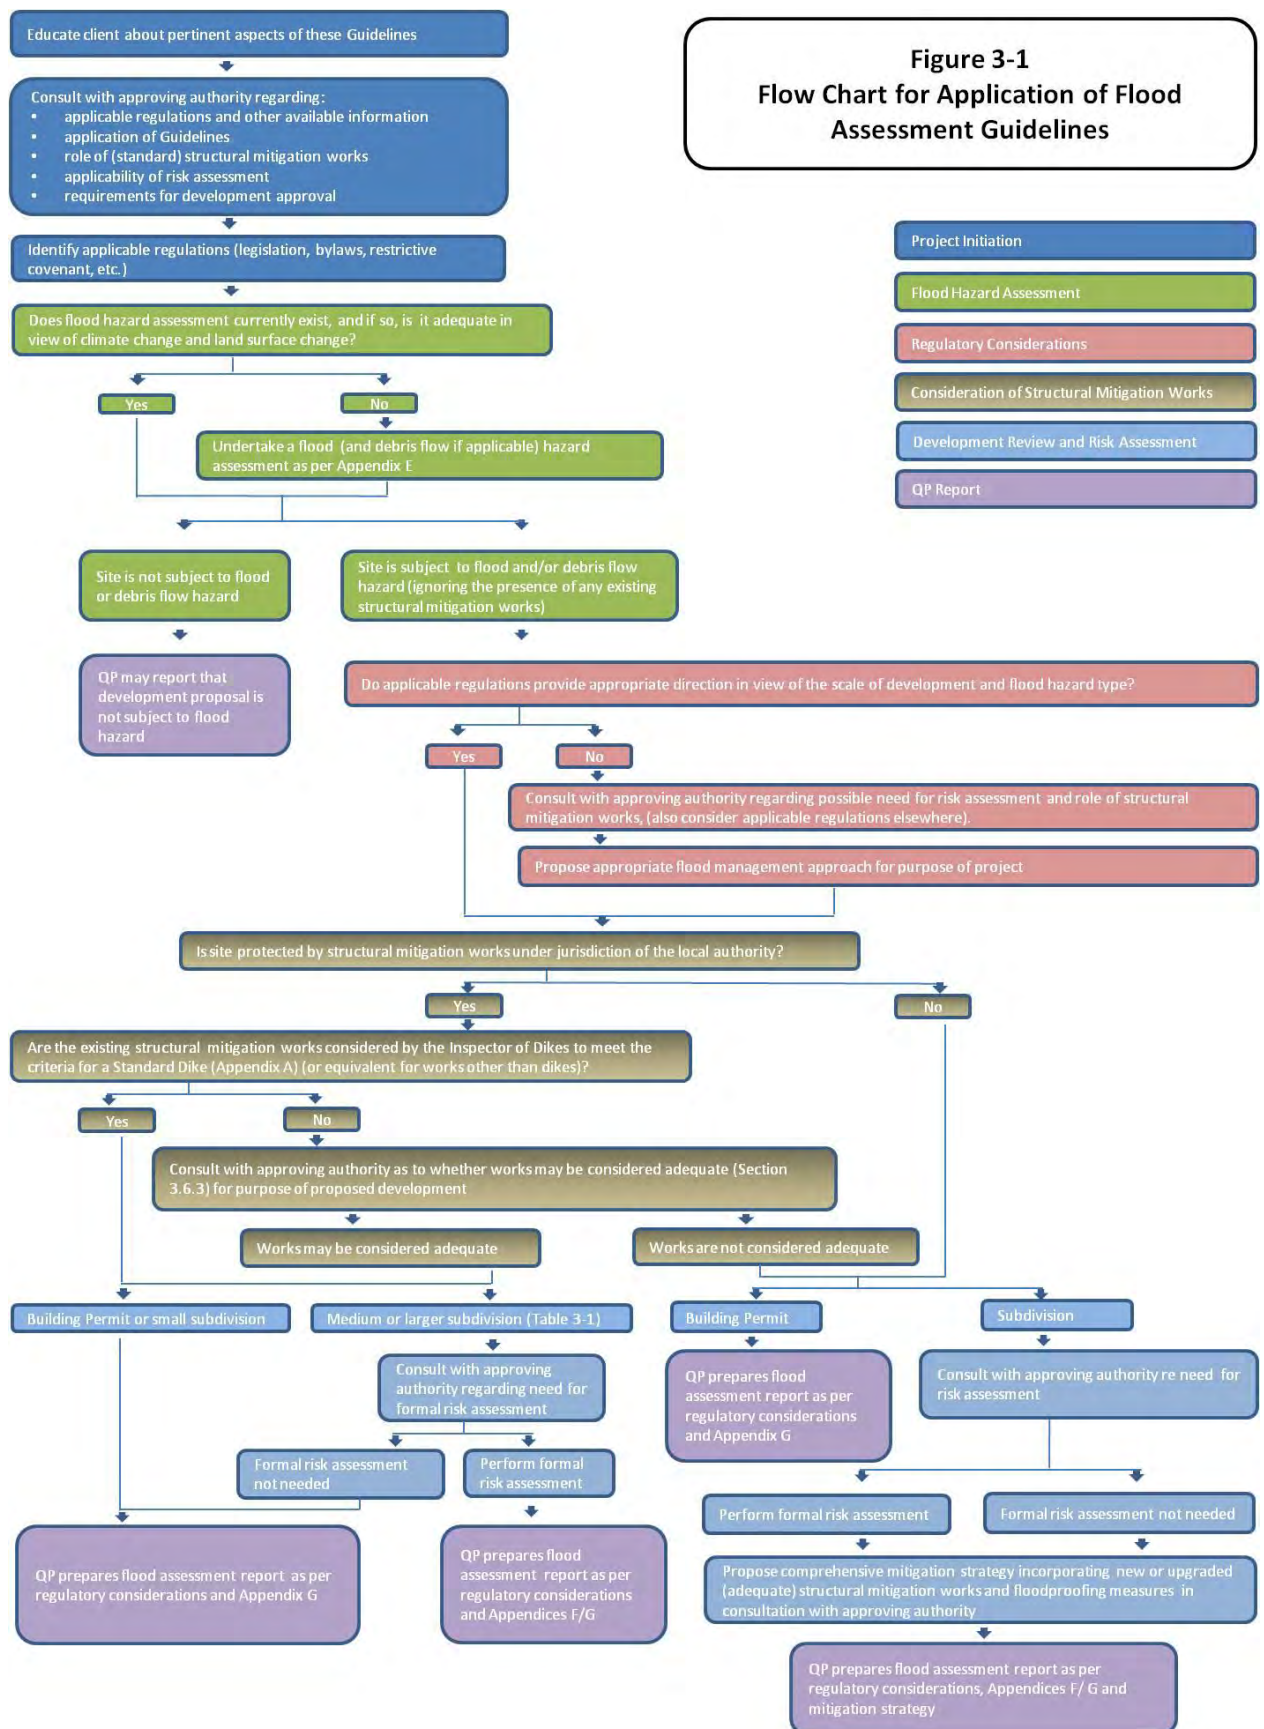 Educate client about pertinent aspects of these Guidelines
Figure 3-1
Flow Chart for Application of Flood
Assessment Guidelines
Consult with approving authority regarding:
• applicable regulations and other available information
• application of Guidelines
• role of (standard) structural mitigation works
• applicability of risk assessment
• requirements for development approval
Project Initiation
Identify applicable regulations (legislation, bylaws, restrictive
covenant, etc.)
Flood Hazard Assessment
Does flood hazard assessment currently exist, and if so, is it adequate in
view of climate change and land surface change?
Regulatory Considerations
Consideration of Structural Mitigation Works
Yes
No
Undertake a flood (and debris flow if applicable) hazard
assessment as per Appendix E
Development Review and Risk Assessment
QP Report
Site is not subject to flood
or debris flow hazard
Site is subject to flood and/or debris flow
hazard (ignoring the presence of any existing
structural mitigation works)
QP may report that
development proposal is
not subject to flood
hazard
Do applicable regulations provide appropriate direction in view of the scale of development and flood hazard type?
Yes
No
Consult with approving authority regarding possible need for risk assessment and role of structural
mitigation works, (also consider applicable regulations elsewhere).
Propose appropriate flood management approach for purpose of project
Is site protected by structural mitigation works under jurisdiction of the local authority?
Yes
No
Are the existing structural mitigation works considered by the Inspector of Dikes to meet the
criteria for a Standard Dike (Appendix A) (or equivalent for works other than dikes)?
Yes
No
Consult with approving authority as to whether works may be considered adequate (Section
3.6.3) for purpose of proposed development
Works may be considered adequate
Works are not considered adequate
Building Permit or small subdivision
Medium or larger subdivision (Table 3-1)
Building Permit
Subdivision
Consult with approving
authority regarding need for
formal risk assessment
QP prepares flood
assessment report as per
regulatory considerations
and Appendix G
Consult with approving authority re need for
risk assessment
Formal risk assessment
not needed
Perform formal
risk assessment
Perform formal risk assessment
Formal risk assessment not needed
QP prepares flood assessment report as per
regulatory considerations and Appendix G
QP prepares flood
assessment report as per
regulatory considerations
and Appendices F/G
Propose comprehensive mitigation strategy incorporating new or upgraded
(adequate) structural mitigation works and floodproofing measures in
consultation with approving authority
QP prepares flood assessment report as per
regulatory considerations, Appendices F/ G and
mitigation strategy